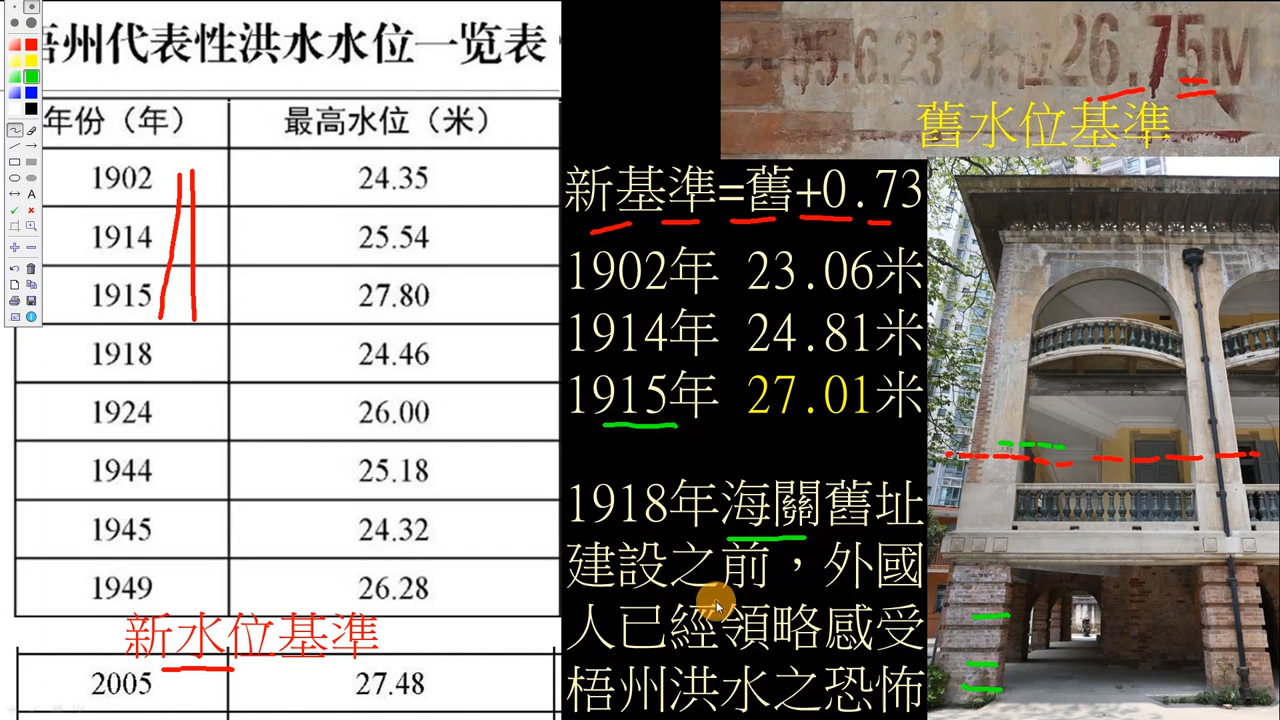 梧州代表性洪水水位一览表
年份（年） 最高水位（米）
1902 24.35
1914 25.54
1915 27.80
1918 24.46
1924 26.00
1944 25.18
1945 24.32
1949 26.28
新水位基準
2005 27.48
05.6.23 水位26.75M
舊水位基準
新基準=舊+0.73
1902年 23.06米
1914年 24.81米
1915年 27.01米
1918年海關舊址
建設之前，外國
人已經領略感受
梧州洪水之恐怖